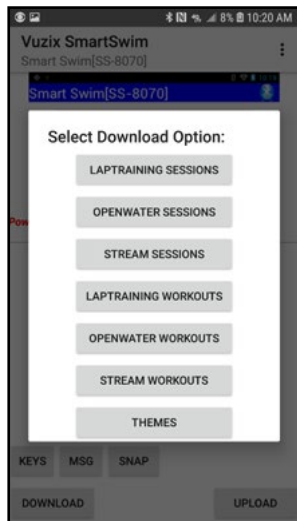 8% 10:20 AM
Vuzix SmartSwim
Smart Swim[SS-8070]
Smart Swim[SS-8070]
Select Download Option:
LAPTRAINING SESSIONS
OPENWATER SESSIONS
Pow
STREAM SESSIONS
LAPTRAINING WORKOUTS
OPENWATER WORKOUTS
STREAM WORKOUTS
THEMES
KEYS MSG SNAP
DOWNLOAD UPLOAD